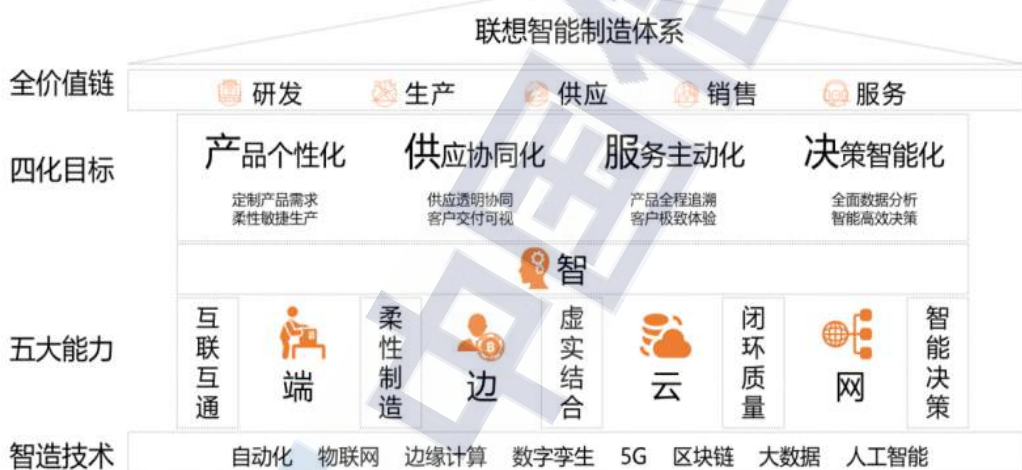 联想智能制造体系
全价值链 研发 生产 供应 销售 服务
四化目标 产品个性化 供应协同化 服务主动化 决策智能化
定制产品需求 供应透明协同 产品全程追溯 全面数据分析
柔性敏捷生产 客户交付可视 客户极致体验 智能高效决策
智
五大能力
互联互通
端
柔性制造
边
虚实结合
云
闭环质量
网
智能决策
智造技术 自动化 物联网 边缘计算 数字孪生 5G 区块链 大数据 人工智能